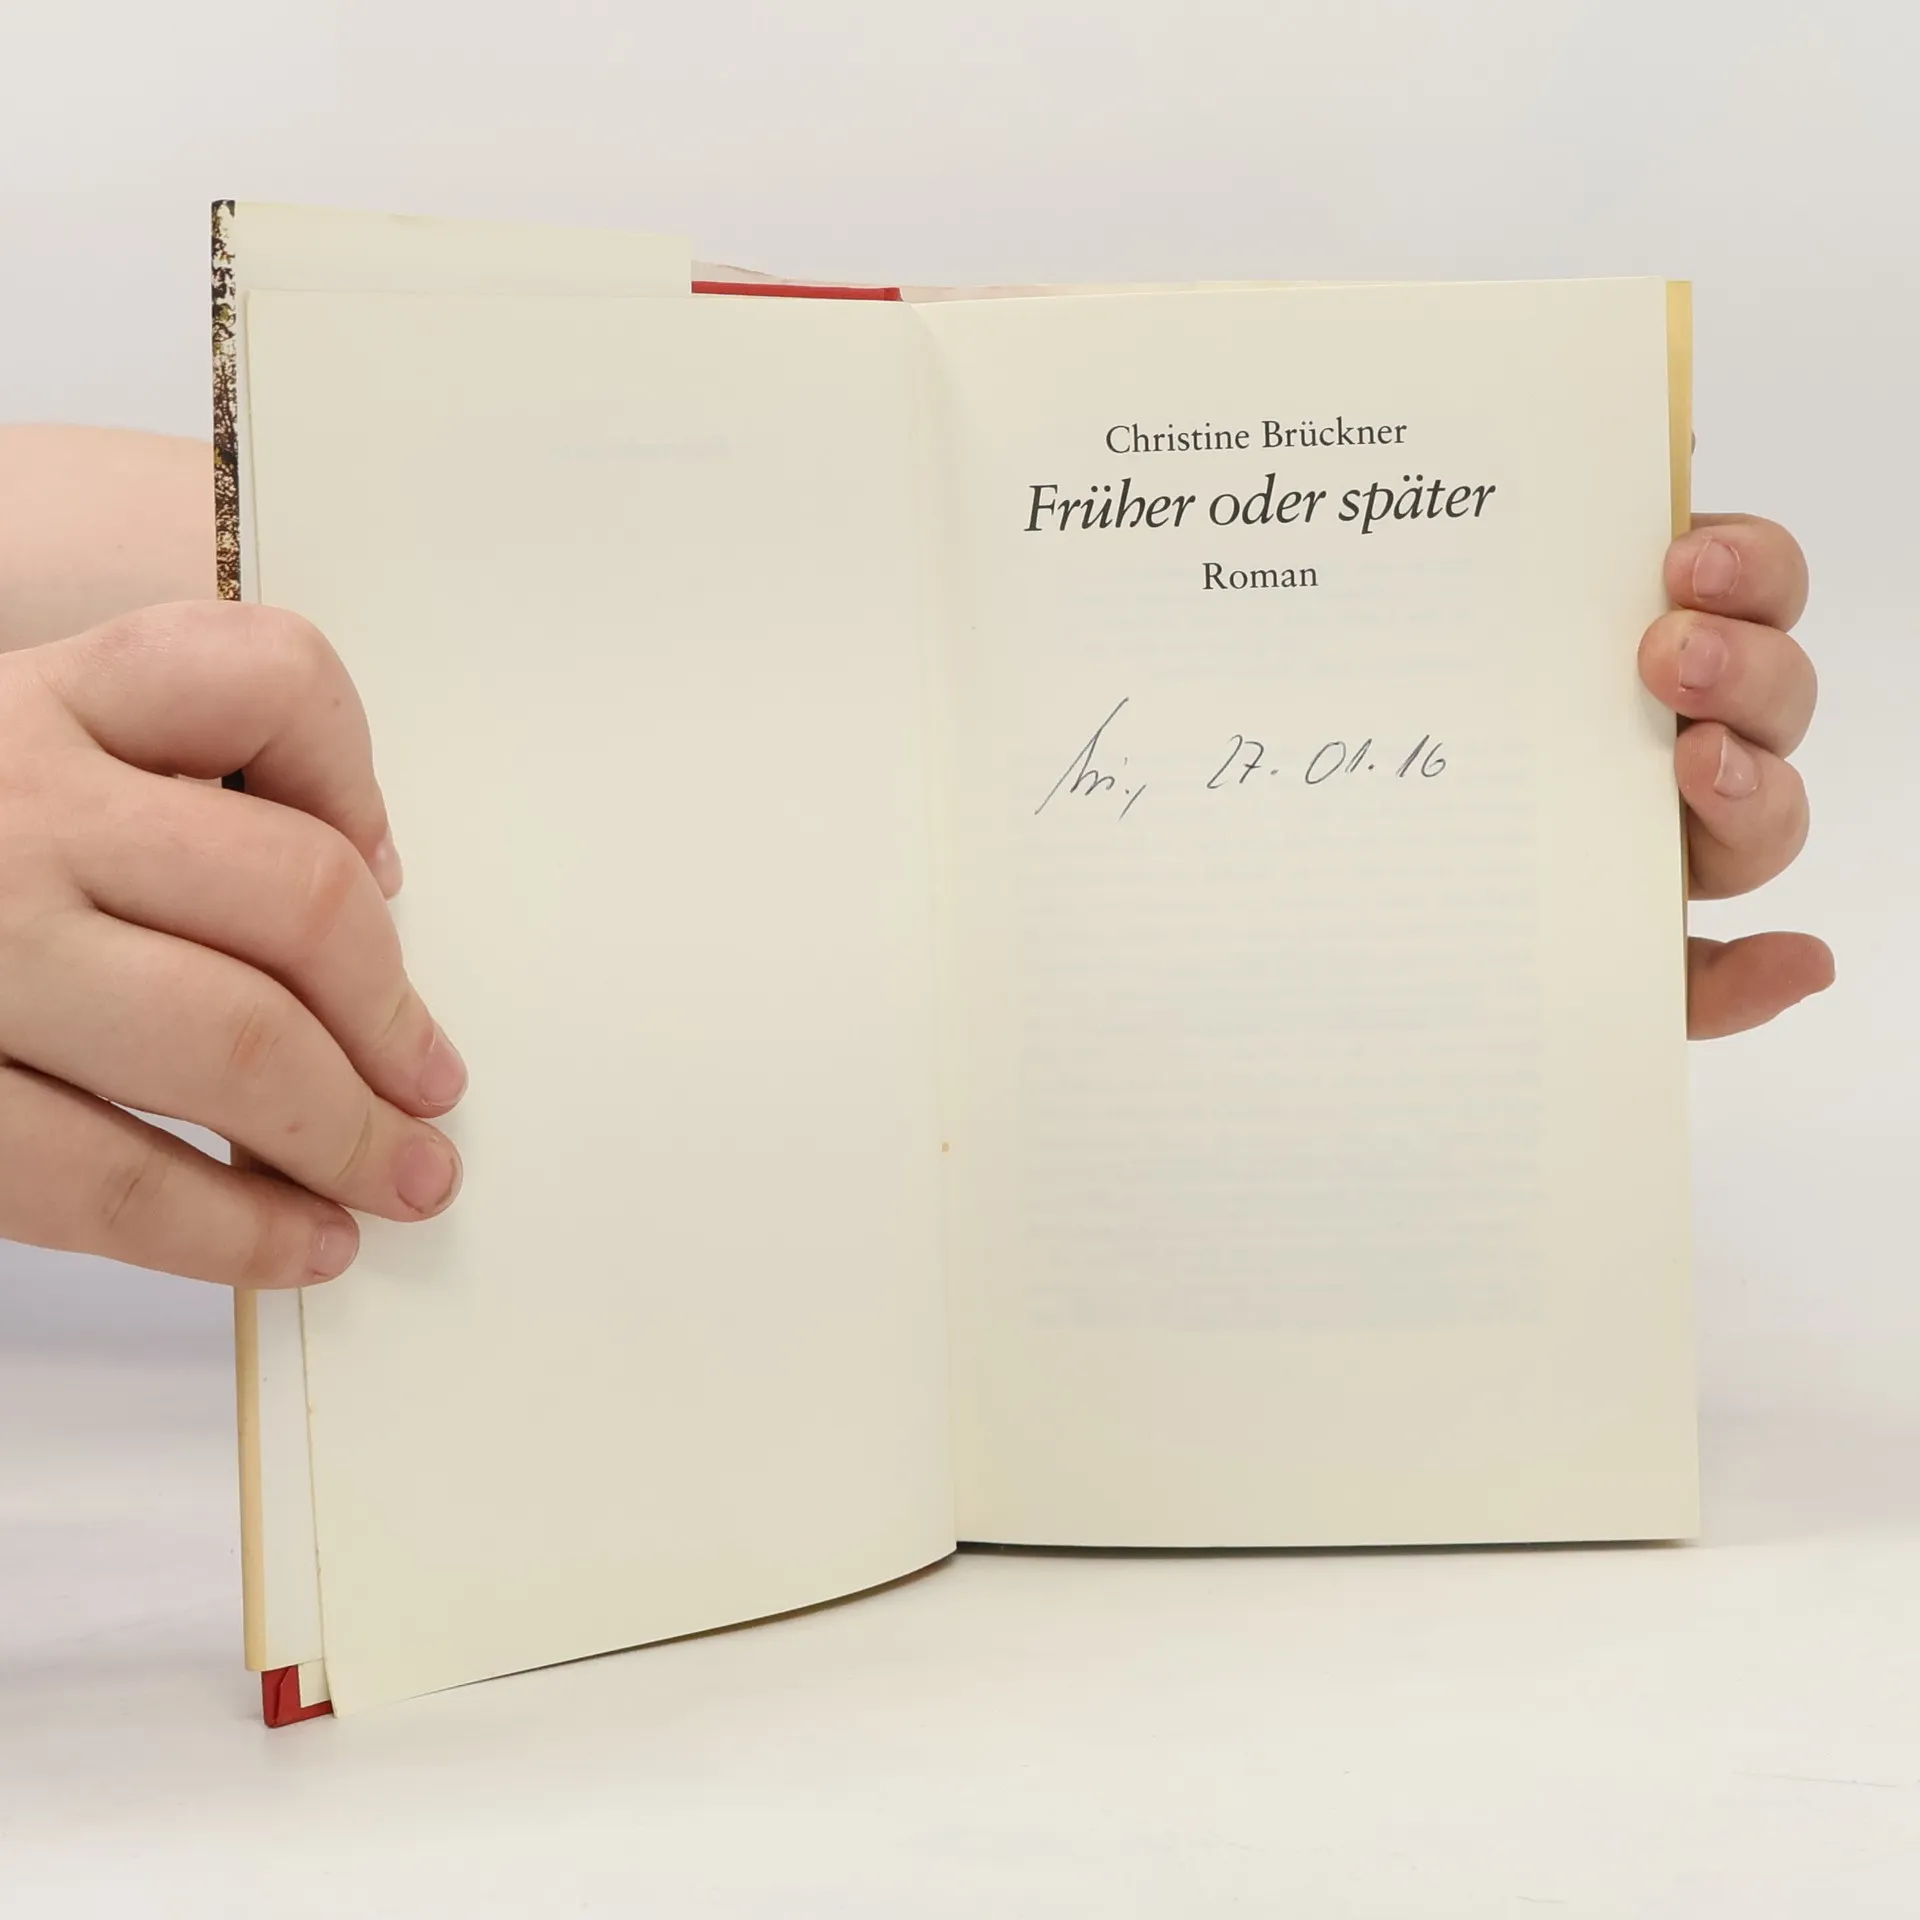 Christine Brückner
Früher oder später
Roman
27. 01. 16